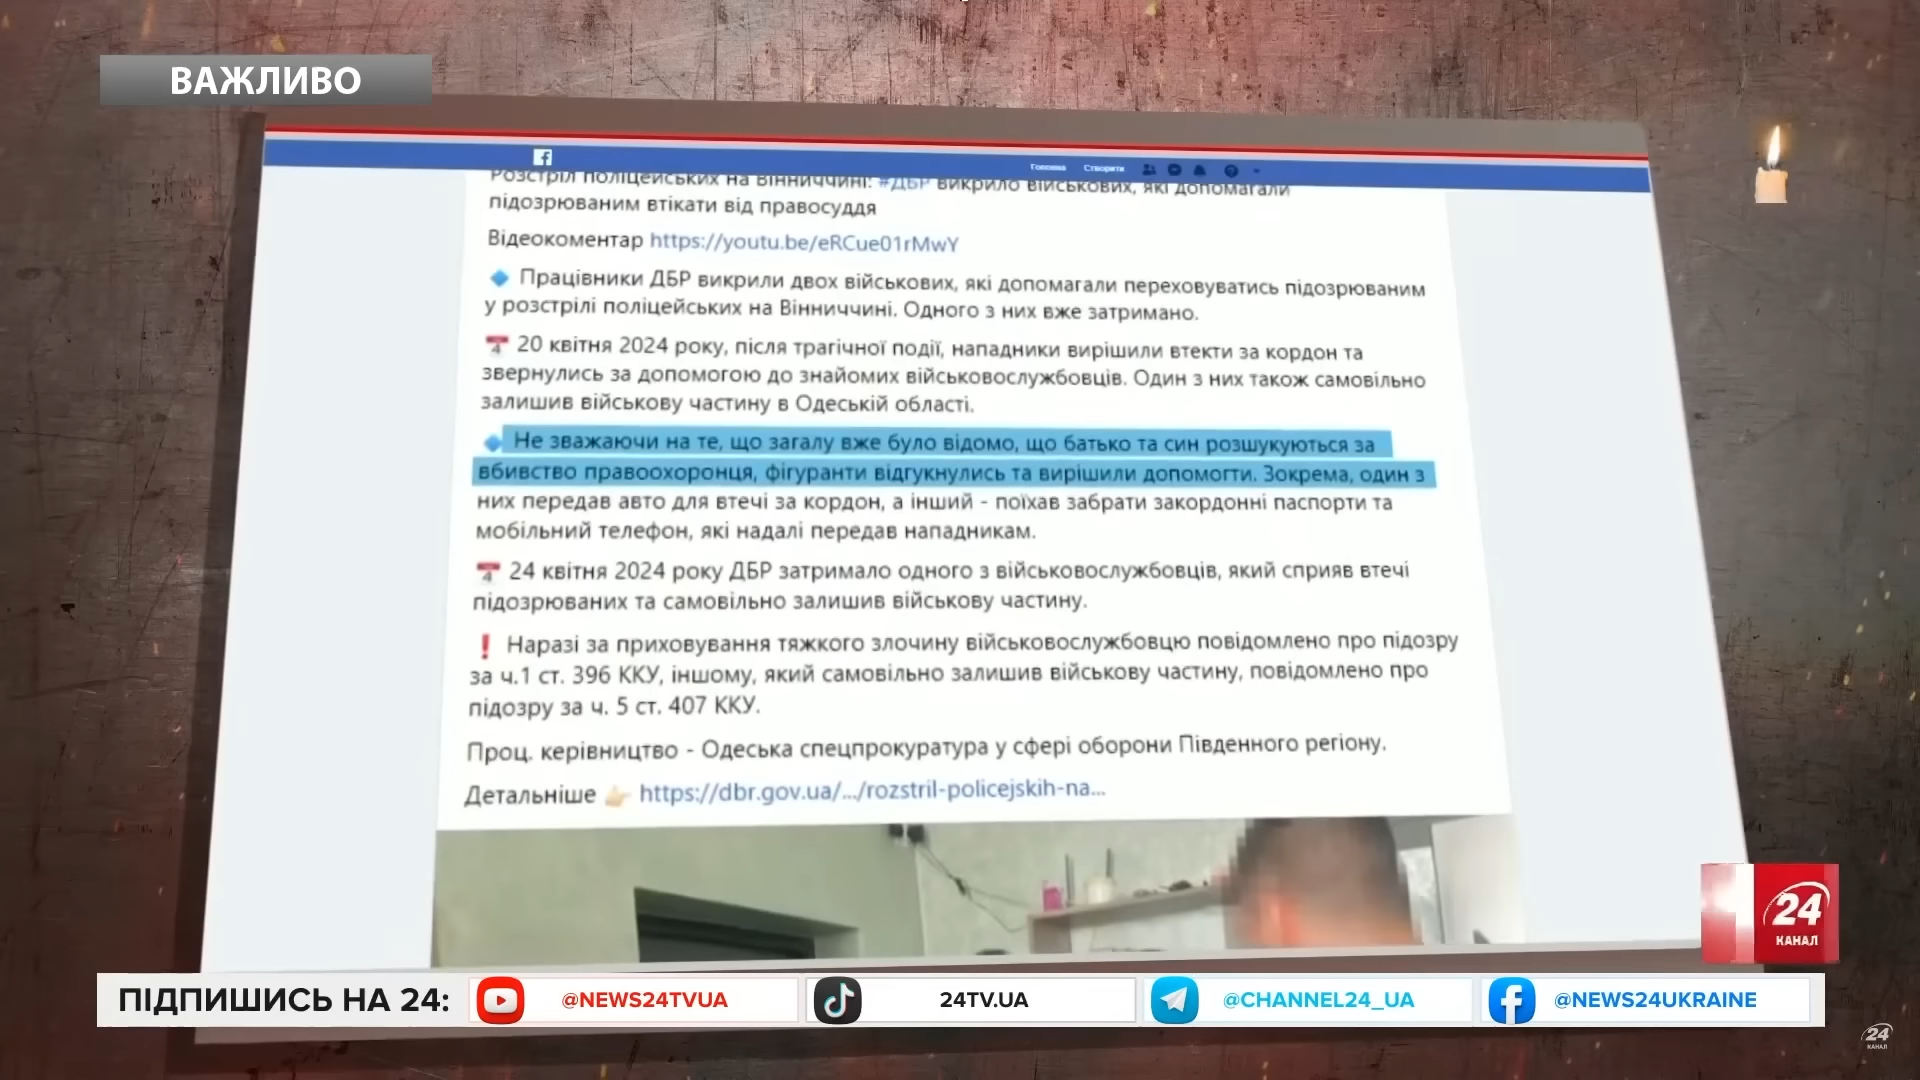 ВАЖЛИВО
Головна Створити
Розстріл поліцейських на Вінниччині: #ДБР викрило військових, які допомагали
підозрюваним втікати від правосуддя
Відеокоментар https://youtu.be/eRCue01rMwY
Працівники ДБР викрили двох військових, які допомагали переховуватись підозрюваним
у розстрілі поліцейських на Вінниччині. Одного з них вже затримано.
20 квітня 2024 року, після трагічної події, нападники вирішили втекти за кордон та
звернулись за допомогою до знайомих військовослужбовців. Один з них також самовільно
залишив військову частину в Одеській області.
Не зважаючи на те, що загалу вже було відомо, що батько та син розшукуються за
вбивство правоохоронця, фігуранти відгукнулись та вирішили допомогти. Зокрема, один з
них передав авто для втечі за кордон, а інший - поїхав забрати закордонні паспорти та
мобільний телефон, які надалі передав нападникам.
24 квітня 2024 року ДБР затримало одного з військовослужбовців, який сприяв втечі
підозрюваних та самовільно залишив військову частину.
Наразі за приховування тяжкого злочину військовослужбовцю повідомлено про підозру
за ч.1 ст. 396 ККУ, іншому, який самовільно залишив військову частину, повідомлено про
підозру за ч. 5 ст. 407 ККУ.
Проц. керівництво - Одеська спецпрокуратура у сфері оборони Південного регіону.
Детальніше https://dbr.gov.ua/.../rozstril-policejskih-na...
24
КАНАЛ
ПІДПИШИСЬ НА 24: @NEWS24TVUA 24TV.UA @CHANNEL24_UA @NEWS24UKRAINE
24
КАНАЛ